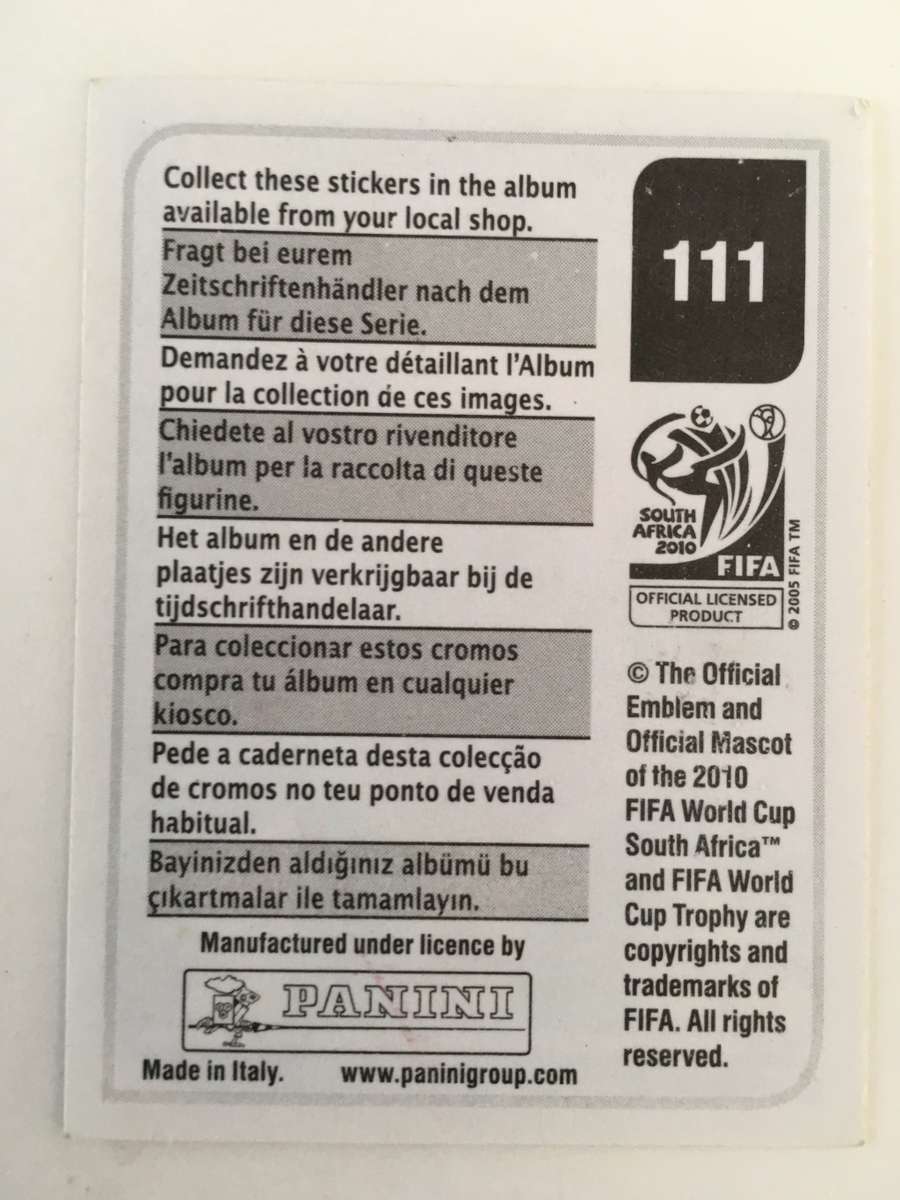 Collect these stickers in the album
available from your local shop.
Fragt bei eurem
Zeitschriftenhändler nach dem
Album für diese Serie.
Demandez à votre détaillant l'Album
pour la collection de ces images.
Chiedete al vostro rivenditore
l'album per la raccolta di queste
figurine.
Het album en de andere
plaatjes zijn verkrijgbaar bij de
tijdschrifthandelaar.
Para coleccionar estos cromos
compra tu álbum en cualquier
kiosco.
Pede a caderneta desta colecção
de cromos no teu ponto de venda
habitual.
Bayinizden aldığınız albümü bu
çıkartmalar ile tamamlayın.
Manufactured under licence by
PANINI
Made in Italy. www.paninigroup.com
111
SOUTH
AFRICA
2010
FIFA
OFFICIAL LICENSED
PRODUCT
© 2005 FIFA TM
© The Official
Emblem and
Official Mascot
of the 2010
FIFA World Cup
South Africa™
and FIFA World
Cup Trophy are
copyrights and
trademarks of
FIFA. All rights
reserved.